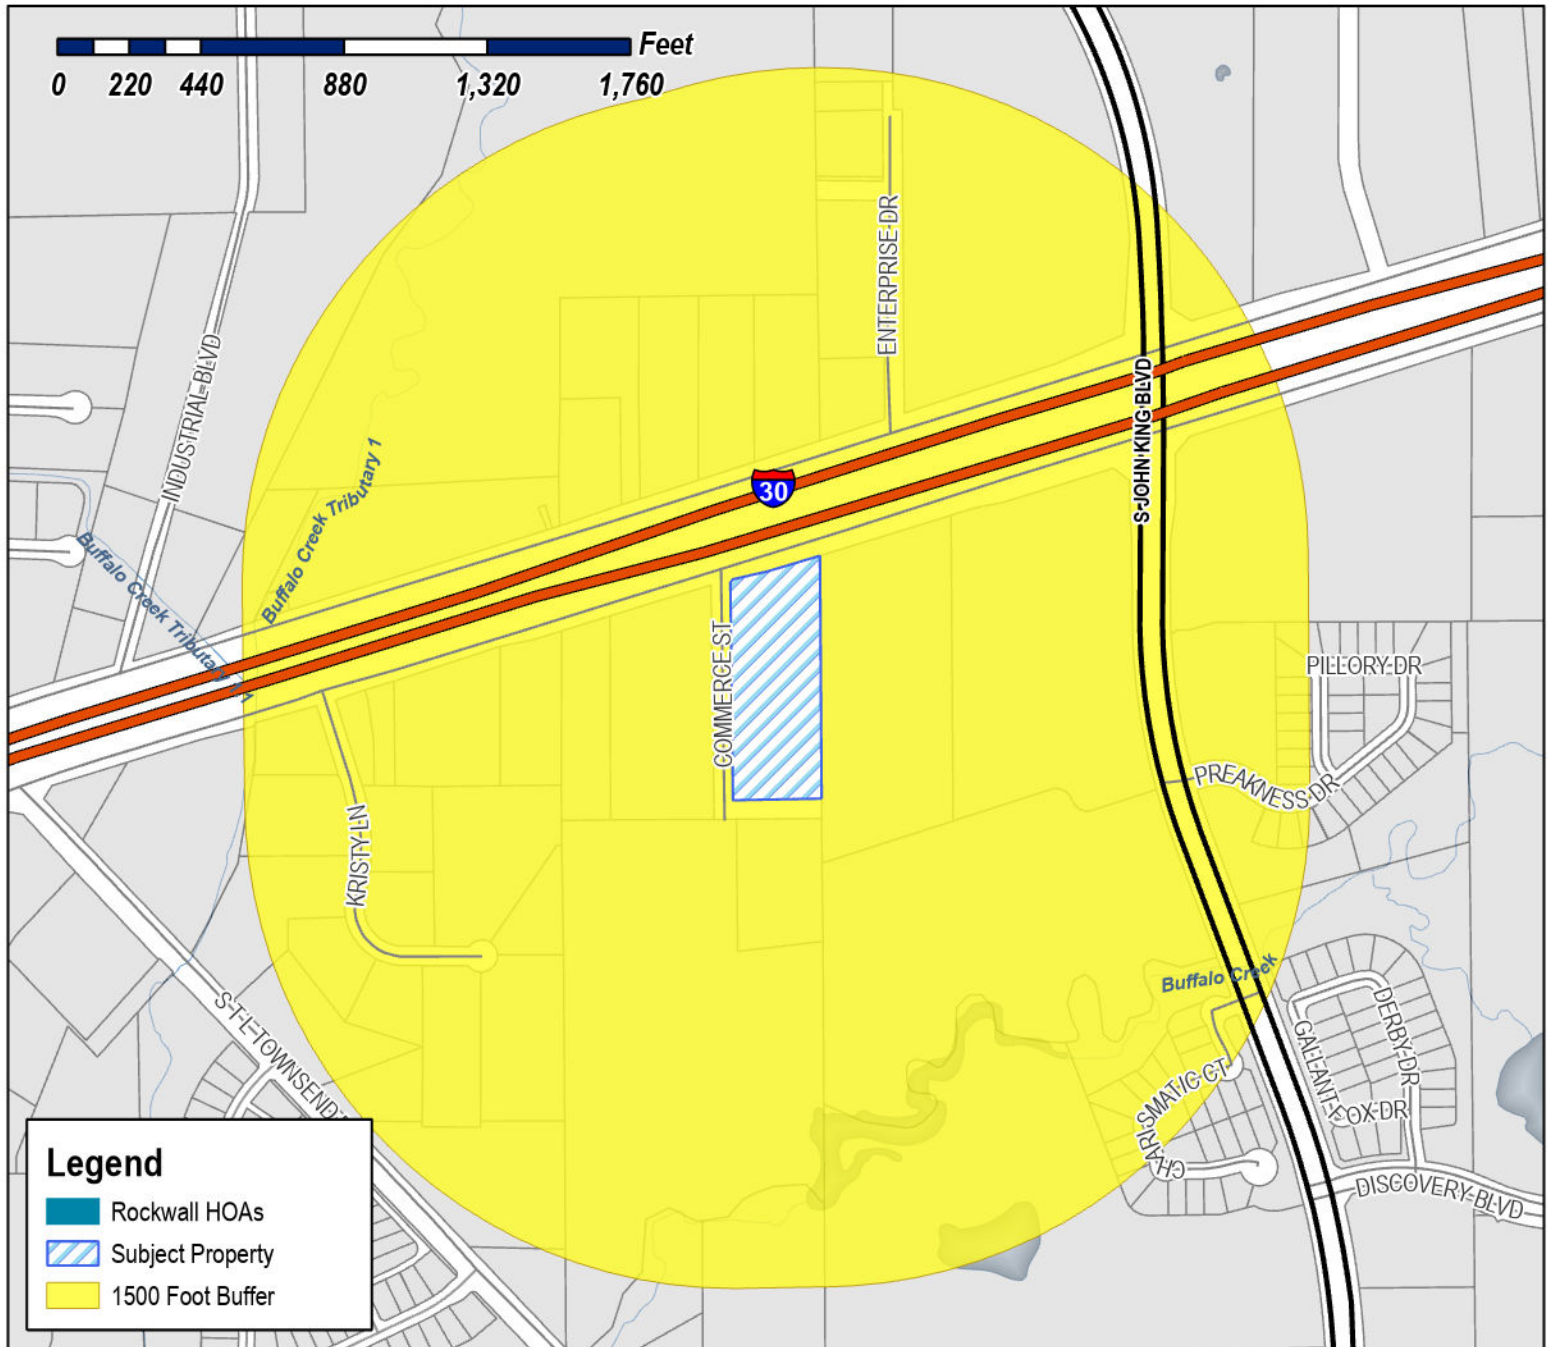 Feet
0 220 440 880 1,320 1,760
ENTERPRISE DR
INDUSTRIAL BLVD
S JOHN KING BLVD
Buffalo Creek Tributary 1
30
Buffalo Creek Tributary 1.1
COMMERCE ST
PILLORY DR
PREAKNESS DR
KRISTY LN
Buffalo Creek
S T L TOWNSEND
DERBY DR
GALLANT FOX DR
CHARISMATIC CT
DISCOVERY BLVD
Legend
Rockwall HOAs
Subject Property
1500 Foot Buffer